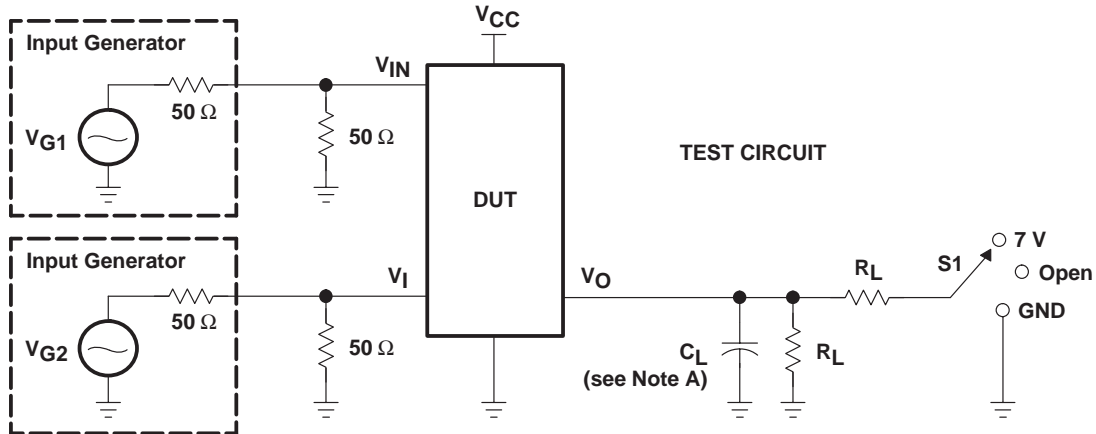 VCC
Input Generator
VIN
50 Ω
VG1
50 Ω
TEST CIRCUIT
DUT
Input Generator
VI
VO
50 Ω
VG2
50 Ω
CL
(see Note A)
RL
RL
S1
7 V
Open
GND